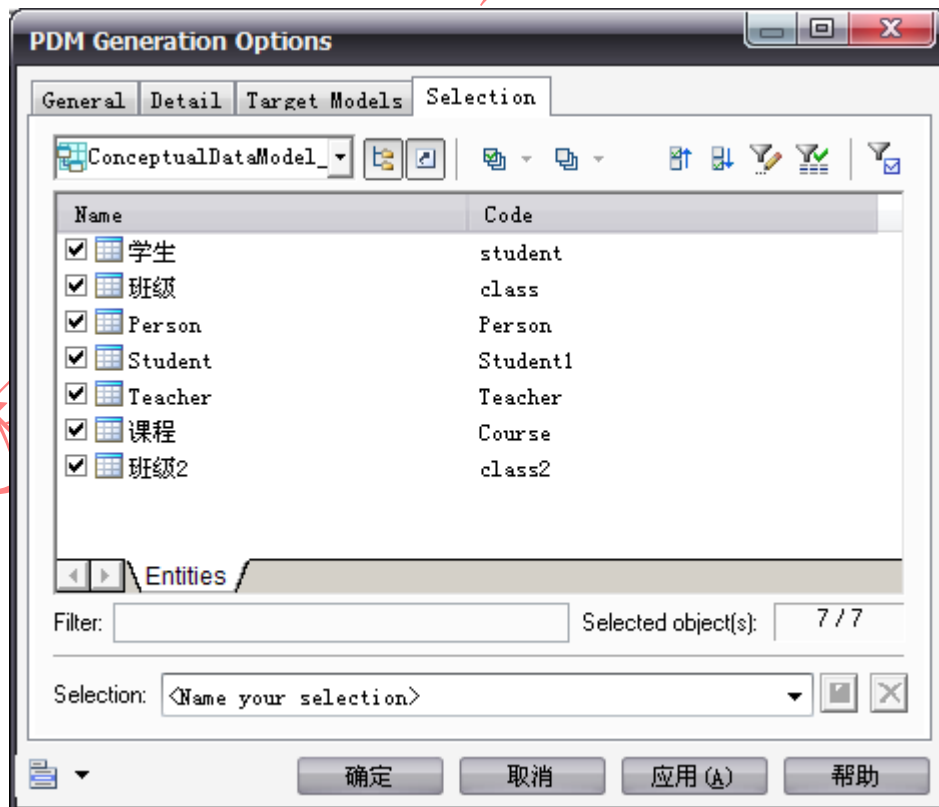 PDM Generation Options
General Detail Target Models Selection
ConceptualDataModel_
Name Code
学生 student
班级 class
Person Person
Student Student1
Teacher Teacher
课程 Course
班级2 class2
Entities
Filter: Selected object(s): 7 / 7
Selection: <Name your selection>
确定 取消 应用(A) 帮助